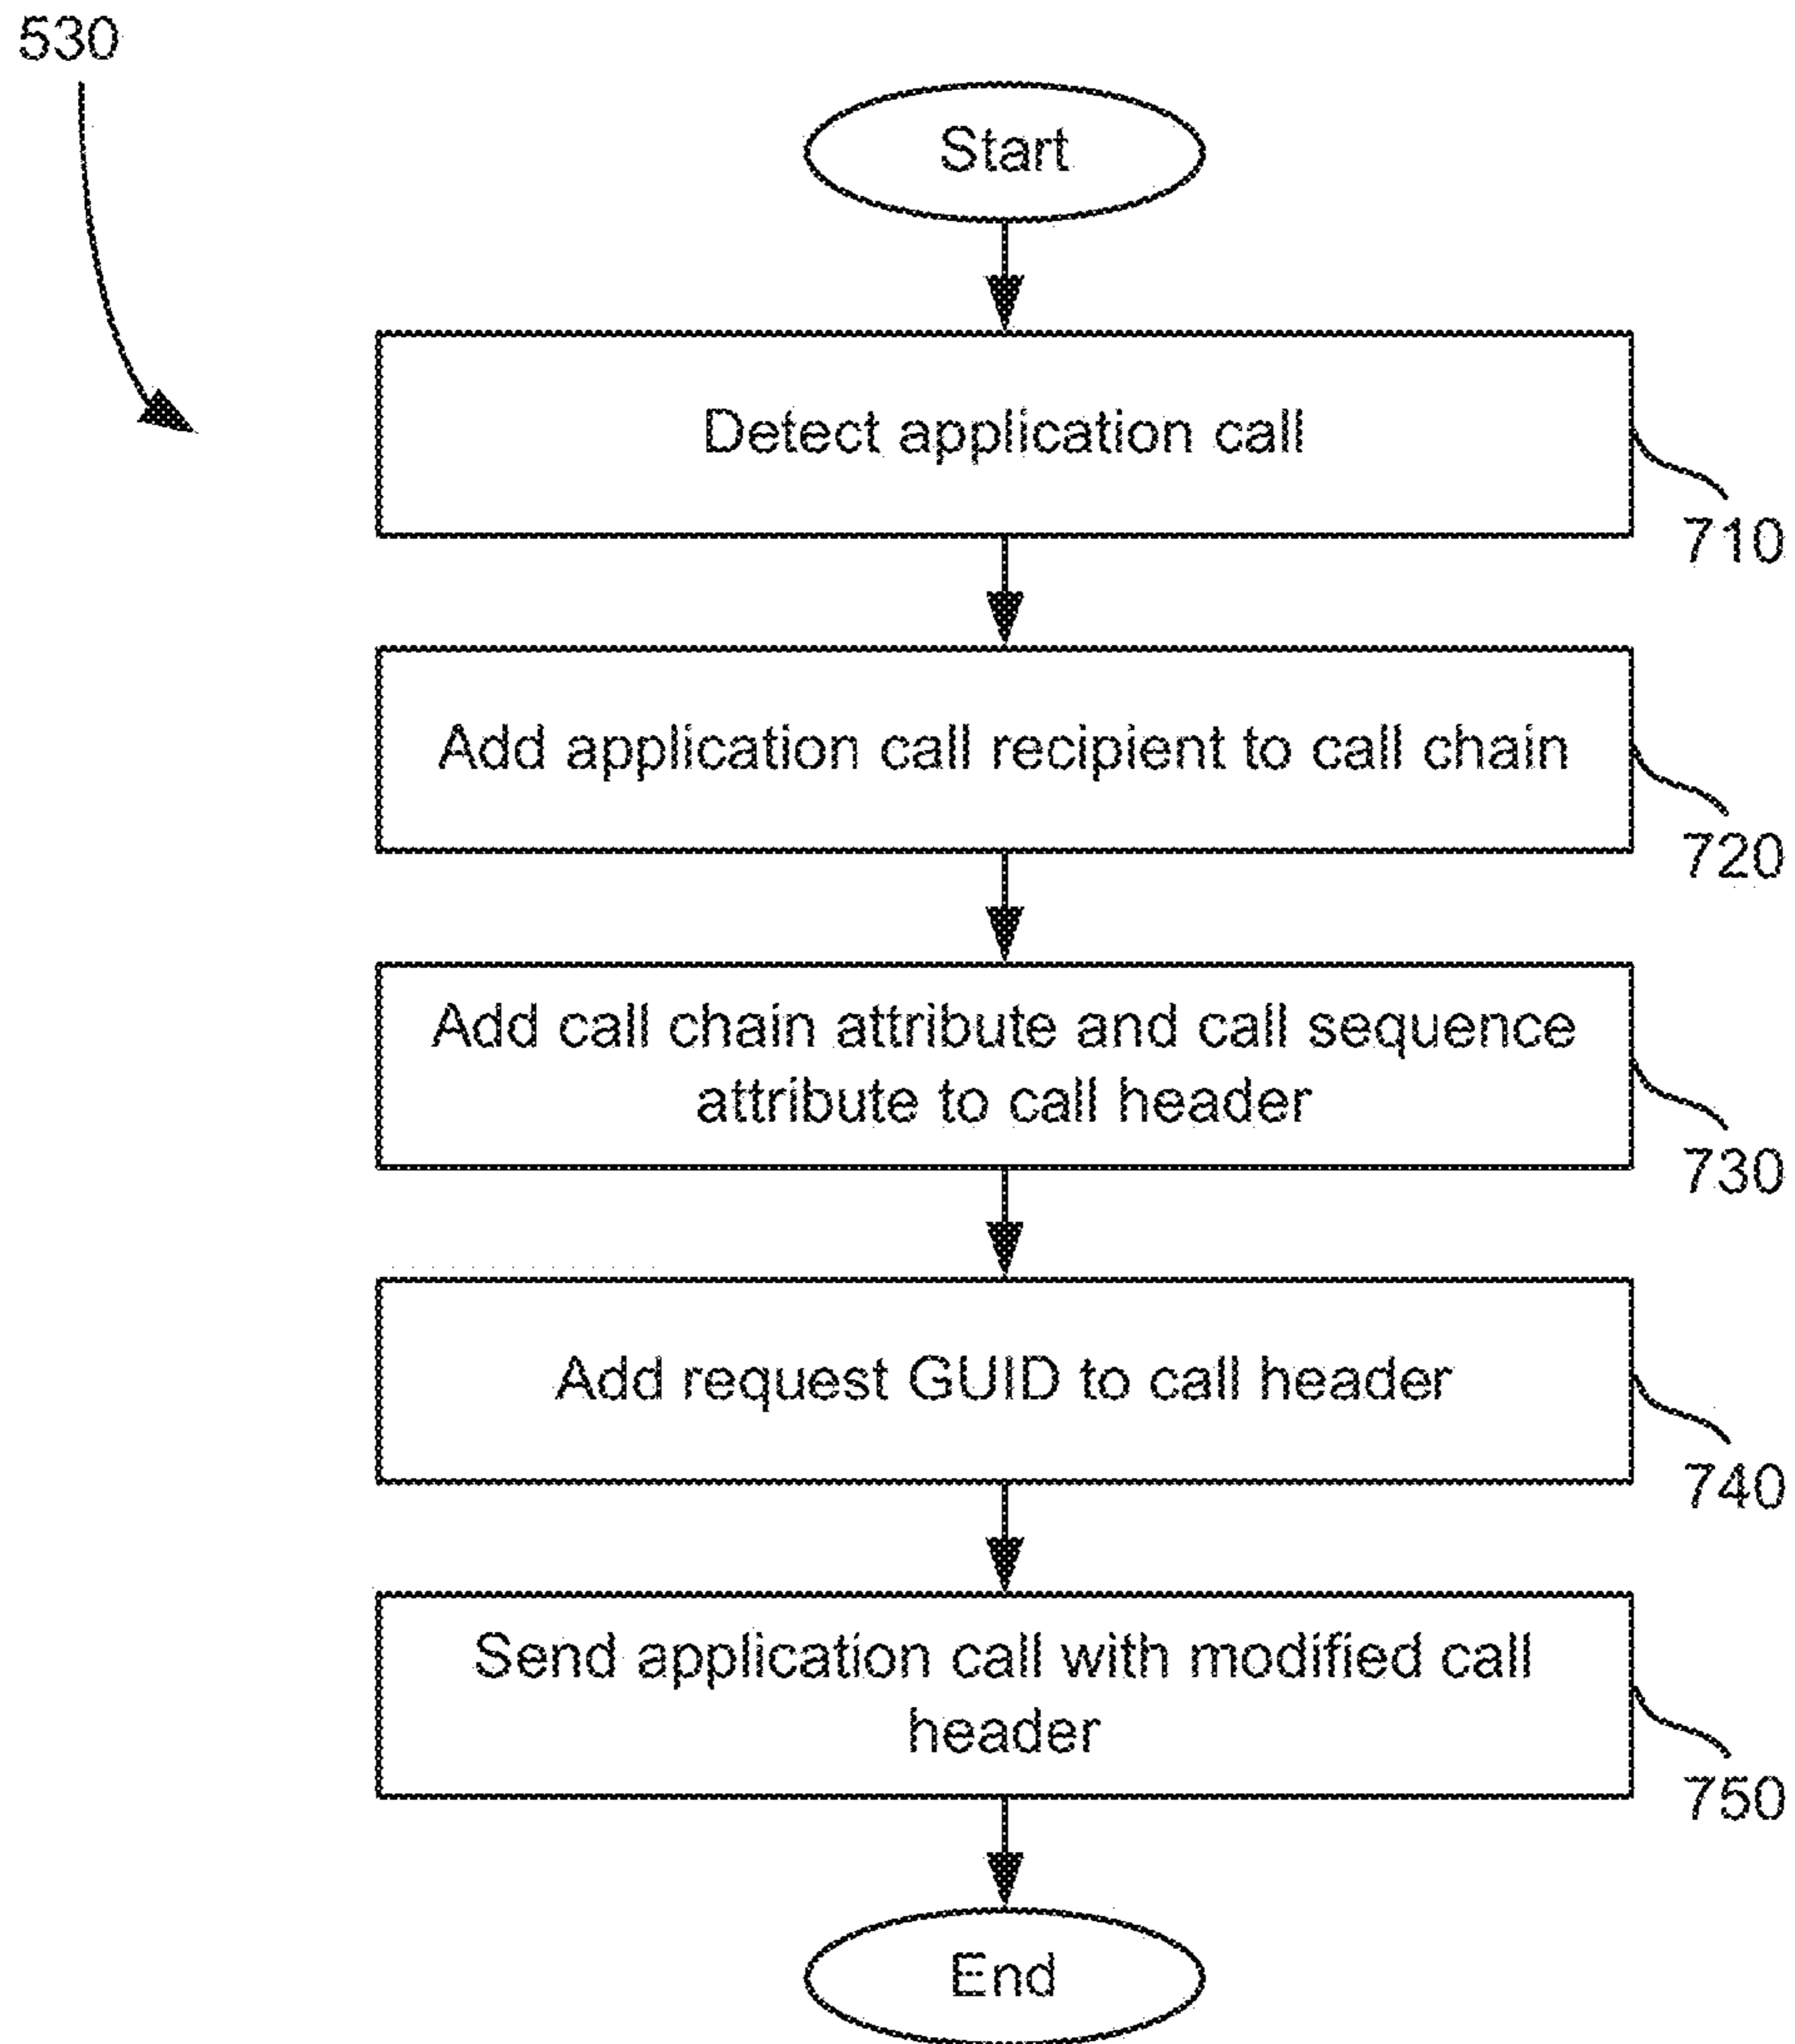 530
Start
Detect application call
710
Add application call recipient to call chain
720
Add call chain attribute and call sequence
attribute to call header
730
Add request GUID to call header
740
Send application call with modified call
header
750
End